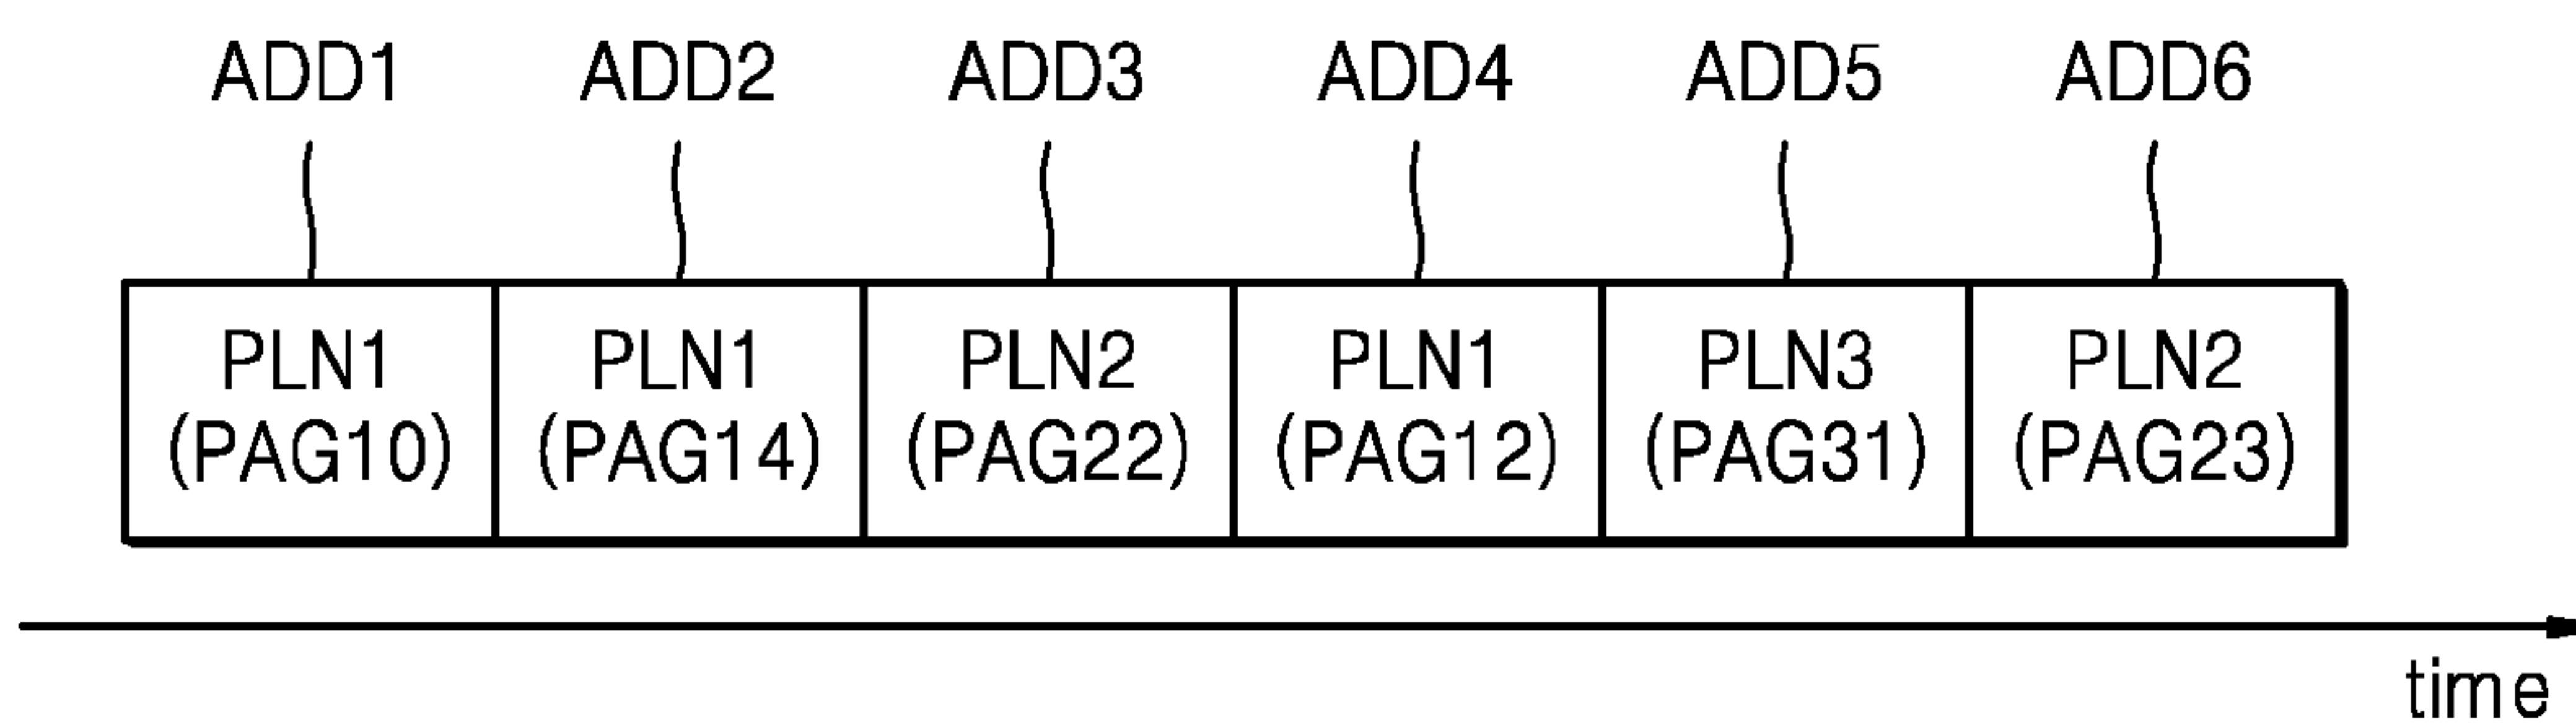 ADD1 ADD2 ADD3 ADD4 ADD5 ADD6
PLN1 PLN1 PLN2 PLN1 PLN3 PLN2
(PAG10) (PAG14) (PAG22) (PAG12) (PAG31) (PAG23)
time